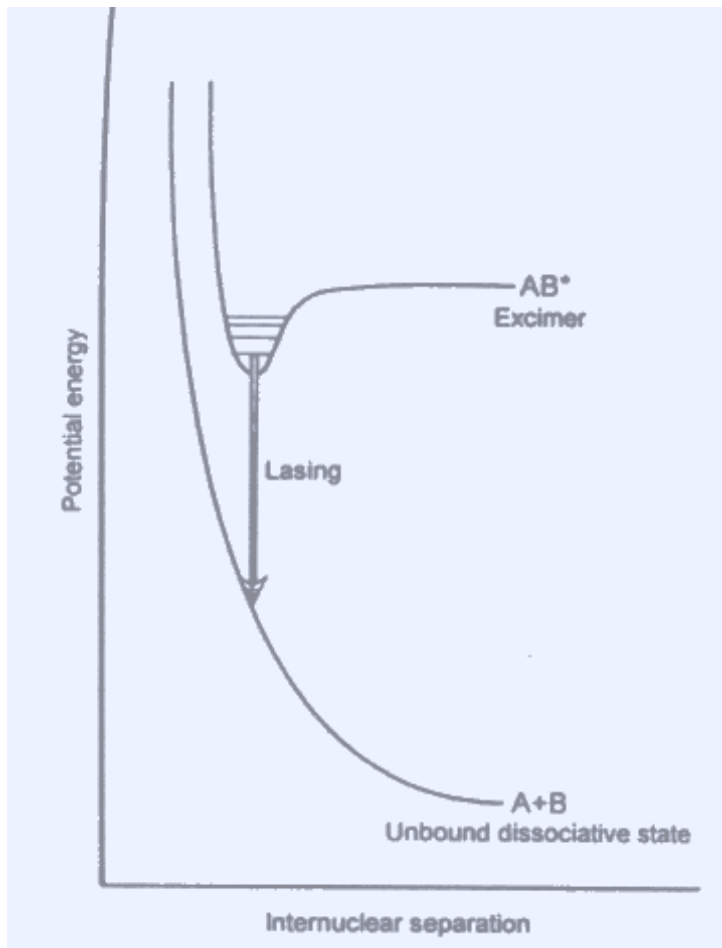 AB*
Excimer
Potential energy
Lasing
A+B
Unbound dissociative state
Internuclear separation